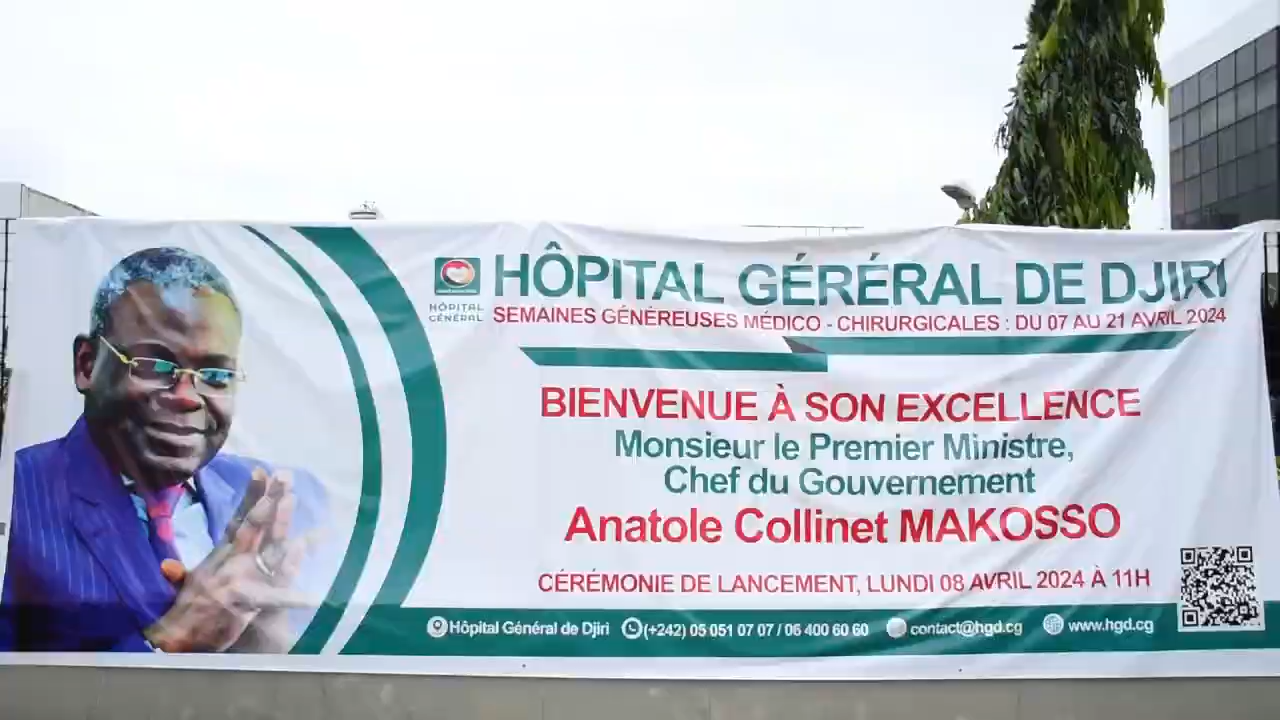 HÔPITAL GÉRÉRAL DE DJIRI
HÔPITAL
GÉNÉRAL
SEMAINES GÉNÉREUSES MÉDICO - CHIRURGICALES : DU 07 AU 21 AVRIL 2024
BIENVENUE À SON EXCELLENCE
Monsieur le Premier Ministre,
Chef du Gouvernement
Anatole Collinet MAKOSSO
CÉRÉMONIE DE LANCEMENT, LUNDI 08 AVRIL 2024 À 11H
Hôpital Général de Djiri (+242) 05 051 07 07 / 06 400 60 60 contact@hgd.cg www.hgd.cg